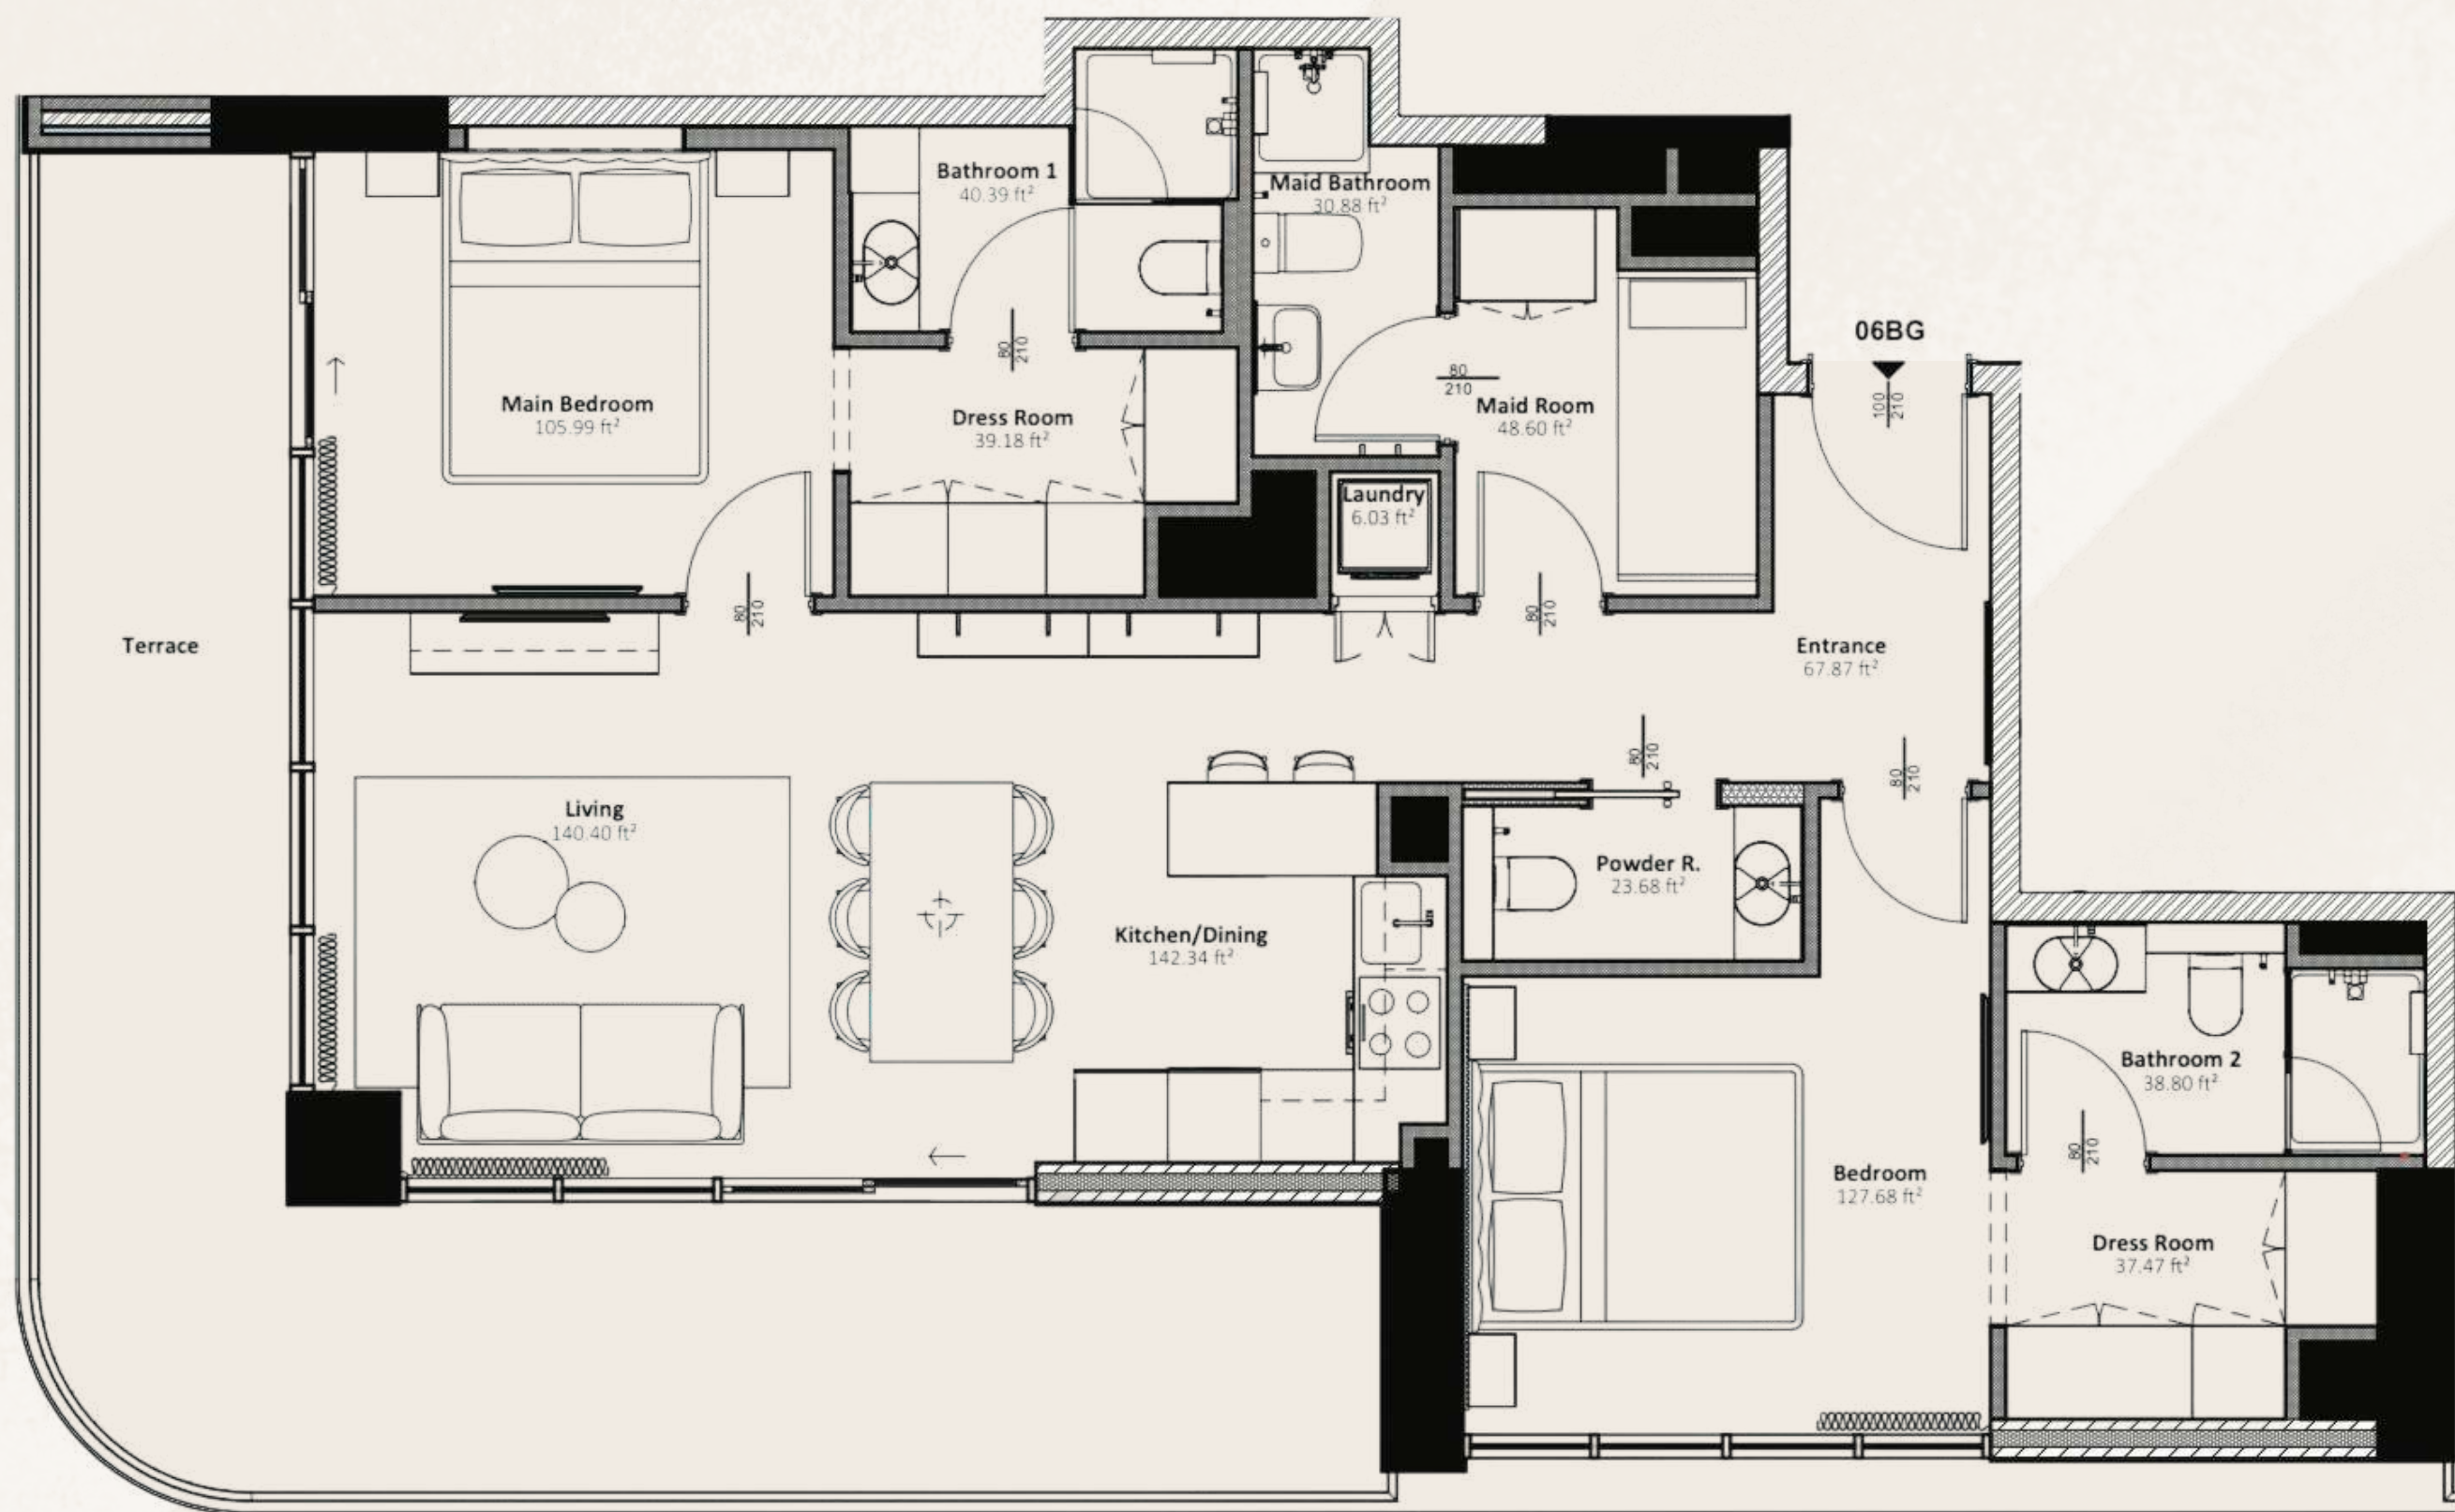 Bathroom 1
40.39 ft²
Maid Bathroom
30.88 ft²
06BG
80
210
Main Bedroom
105.99 ft²
Dress Room
39.18 ft²
80
210
Maid Room
48.60 ft²
100
210
Laundry
6.03 ft²
80
210
80
210
Terrace
Entrance
67.87 ft²
80
210
80
210
Living
140.40 ft²
Powder R.
23.68 ft²
Kitchen/Dining
142.34 ft²
Bathroom 2
38.80 ft²
80
210
Bedroom
127.68 ft²
Dress Room
37.47 ft²